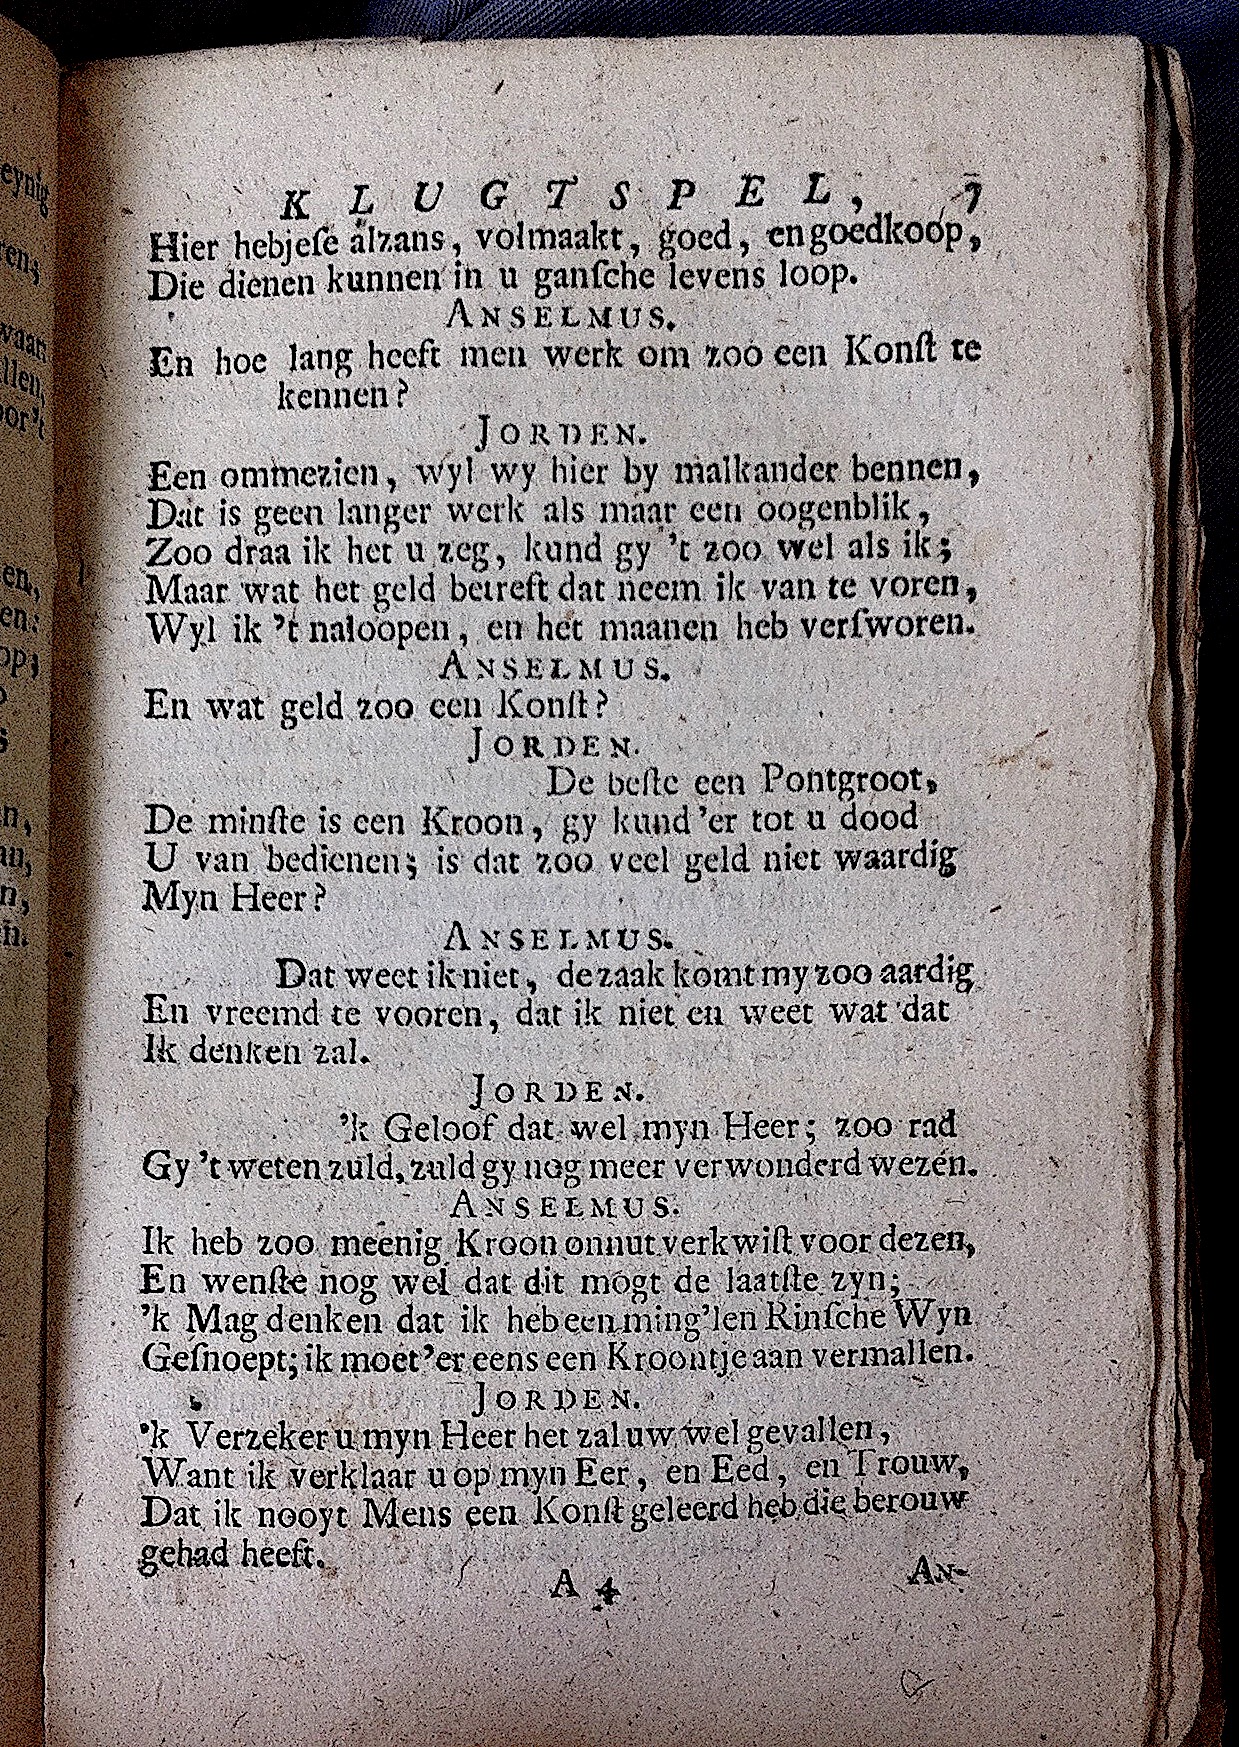 KLUGTSPEL, 7
Hier hebjeſe alzans, volmaakt, goed, en goedkoop,
Die dienen kunnen in u ganſche levens loop.
ANSELMUS.
En hoe lang heeft men werk om zoo een Konſt te
kennen?
JORDEN.
Een ommezien, wyl wy hier by malkander bennen,
Dat is geen langer werk als maar een oogenblik,
Zoo draa ik het u zeg, kund gy 't zoo wel als ik;
Maar wat het geld betreft dat neem ik van te voren,
Wyl ik 't naloopen, en het maanen heb verſworen.
ANSELMUS.
En wat geld zoo een Konſt?
JORDEN.
De beſte een Pontgroot,
De minſte is een Kroon, gy kund'er tot u dood
U van bedienen; is dat zoo veel geld niet waardig
Myn Heer?
ANSELMUS.
Dat weet ik niet, de zaak komt my zoo aardig
En vreemd te vooren, dat ik niet en weet wat dat
Ik denken zal.
JORDEN.
'k Geloof dat wel myn Heer; zoo rad
Gy 't weten zuld, zuld gy nog meer verwonderd wezen.
ANSELMUS.
Ik heb zoo meenig Kroon onnut verkwiſt voor dezen,
En wenſte nog wel dat dit mogt de laatſte zyn;
'k Mag denken dat ik heb een ming'len Rinſche Wyn
Geſnoept; ik moet'er eens een Kroontje aan vermallen.
JORDEN.
'k Verzeker u myn Heer het zal uw wel gevallen,
Want ik verklaar u op myn Eer, en Eed, en Trouw,
Dat ik nooyt Mens een Konſt geleerd heb die berouw
gehad heeft.
A 4 AN-